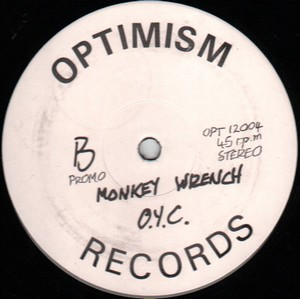 OPTIMISM
B
PROMO
OPT 12004
45 r.p.m
STEREO
MONKEY WRENCH
O.Y.C.
RECORDS